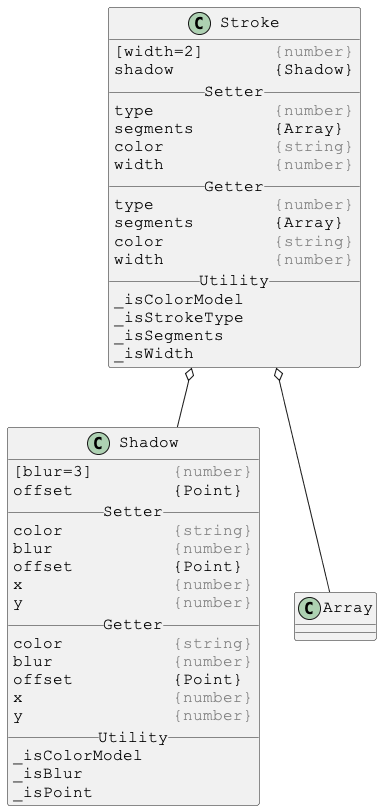 C Stroke
[width=2] {number}
shadow {Shadow}
Setter
type {number}
segments {Array}
color {string}
width {number}
Getter
type {number}
segments {Array}
color {string}
width {number}
Utility
_isColorModel
_isStrokeType
_isSegments
_isWidth
C Shadow
[blur=3] {number}
offset {Point}
Setter
color {string}
blur {number}
offset {Point}
x {number}
y {number}
Getter
color {string}
blur {number}
offset {Point}
x {number}
y {number}
Utility
_isColorModel
_isBlur
_isPoint
C Array